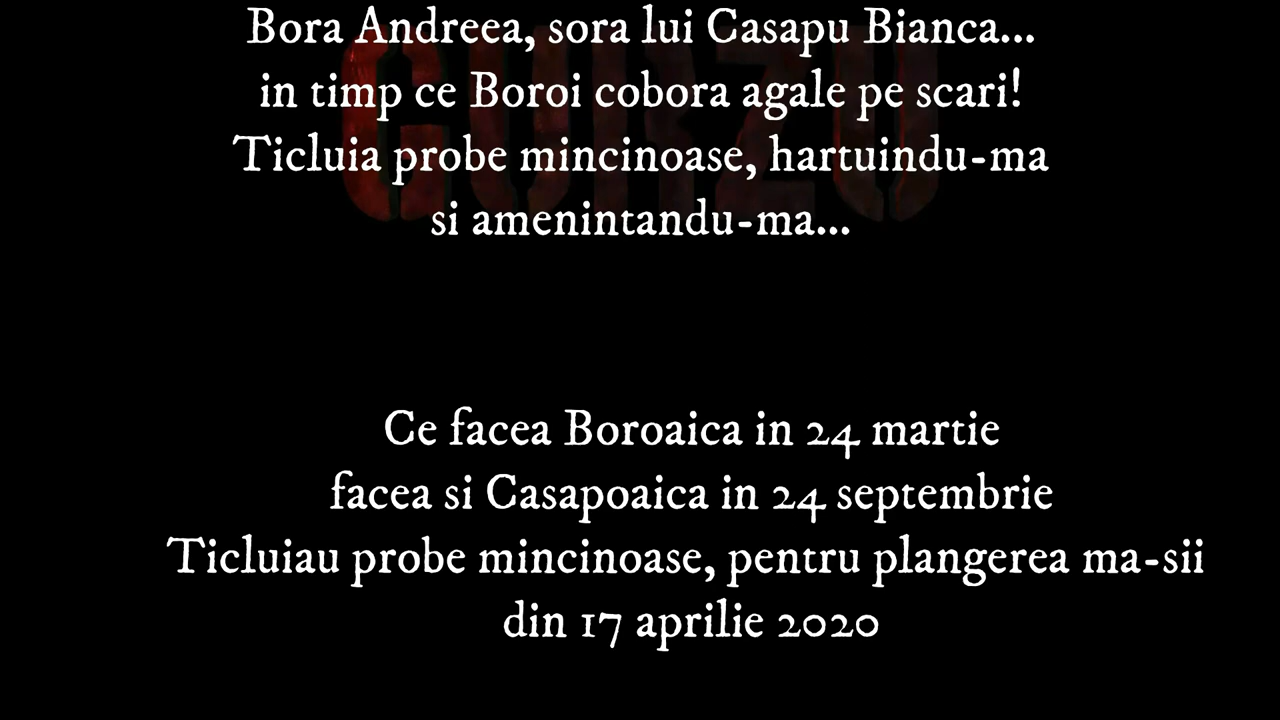 Bora Andreea, sora lui Casapu Bianca...
in timp ce Boroi cobora agale pe scari!
Ticluia probe mincinoase, hartuindu-ma
si amenintandu-ma...
Ce facea Boroaica in 24 martie
facea si Casapoaica in 24 septembrie
Ticluiau probe mincinoase, pentru plangerea ma-sii
din 17 aprilie 2020